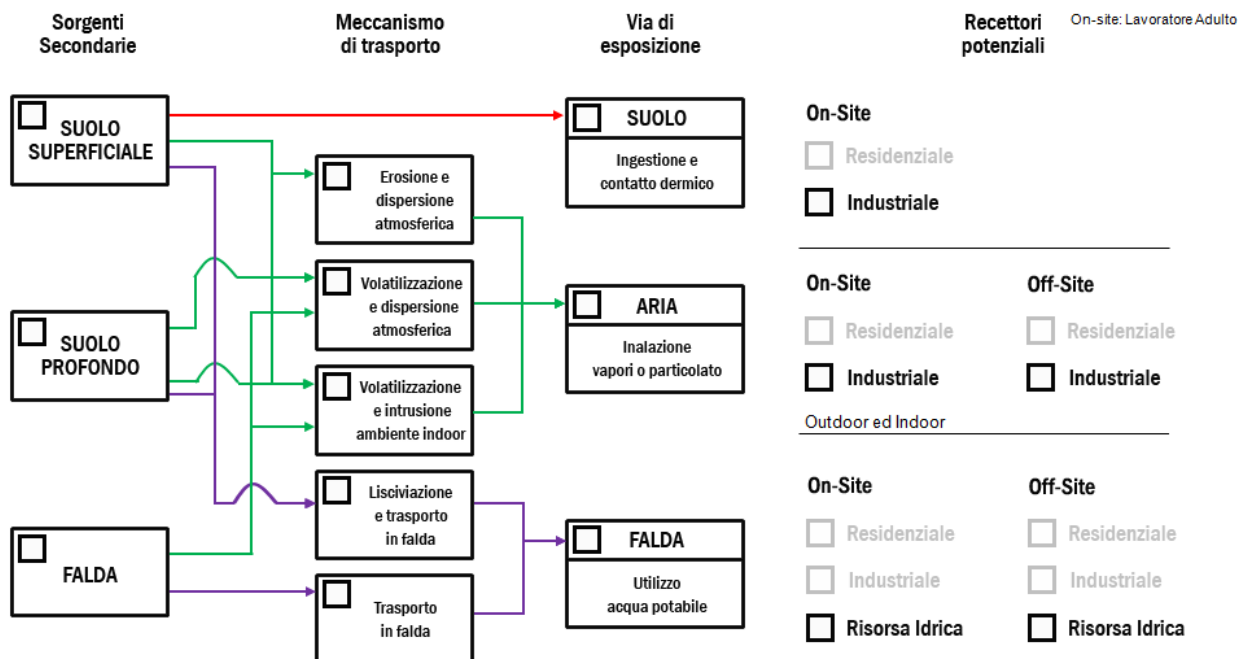 Sorgenti
Secondarie
Meccanismo
di trasporto
Via di
esposizione
Recettori
potenziali
On-site: Lavoratore Adulto
SUOLO
SUPERFICIALE
SUOLO
PROFONDO
FALDA
Erosione e
dispersione
atmosferica
Volatilizzazione
e dispersione
atmosferica
Volatilizzazione
e intrusione
ambiente indoor
Lisciviazione
e trasporto
in falda
Trasporto
in falda
SUOLO
Ingestione e
contatto dermico
ARIA
Inalazione
vapori o particolato
FALDA
Utilizzo
acqua potabile
On-Site
Residenziale
Industriale
On-Site
Residenziale
Industriale
Off-Site
Residenziale
Industriale
Outdoor ed Indoor
On-Site
Residenziale
Industriale
Risorsa Idrica
Off-Site
Residenziale
Industriale
Risorsa Idrica